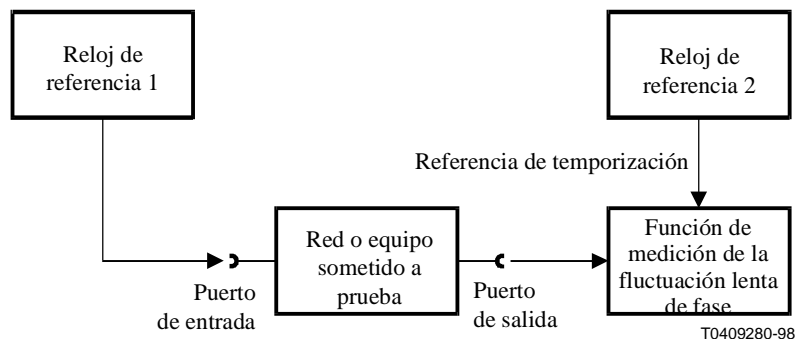 Reloj de
referencia 1
Reloj de
referencia 2
Referencia de temporización
Red o equipo
sometido a
prueba
Función de
medición de la
fluctuación lenta
de fase
Puerto
de entrada
Puerto
de salida
T0409280-98